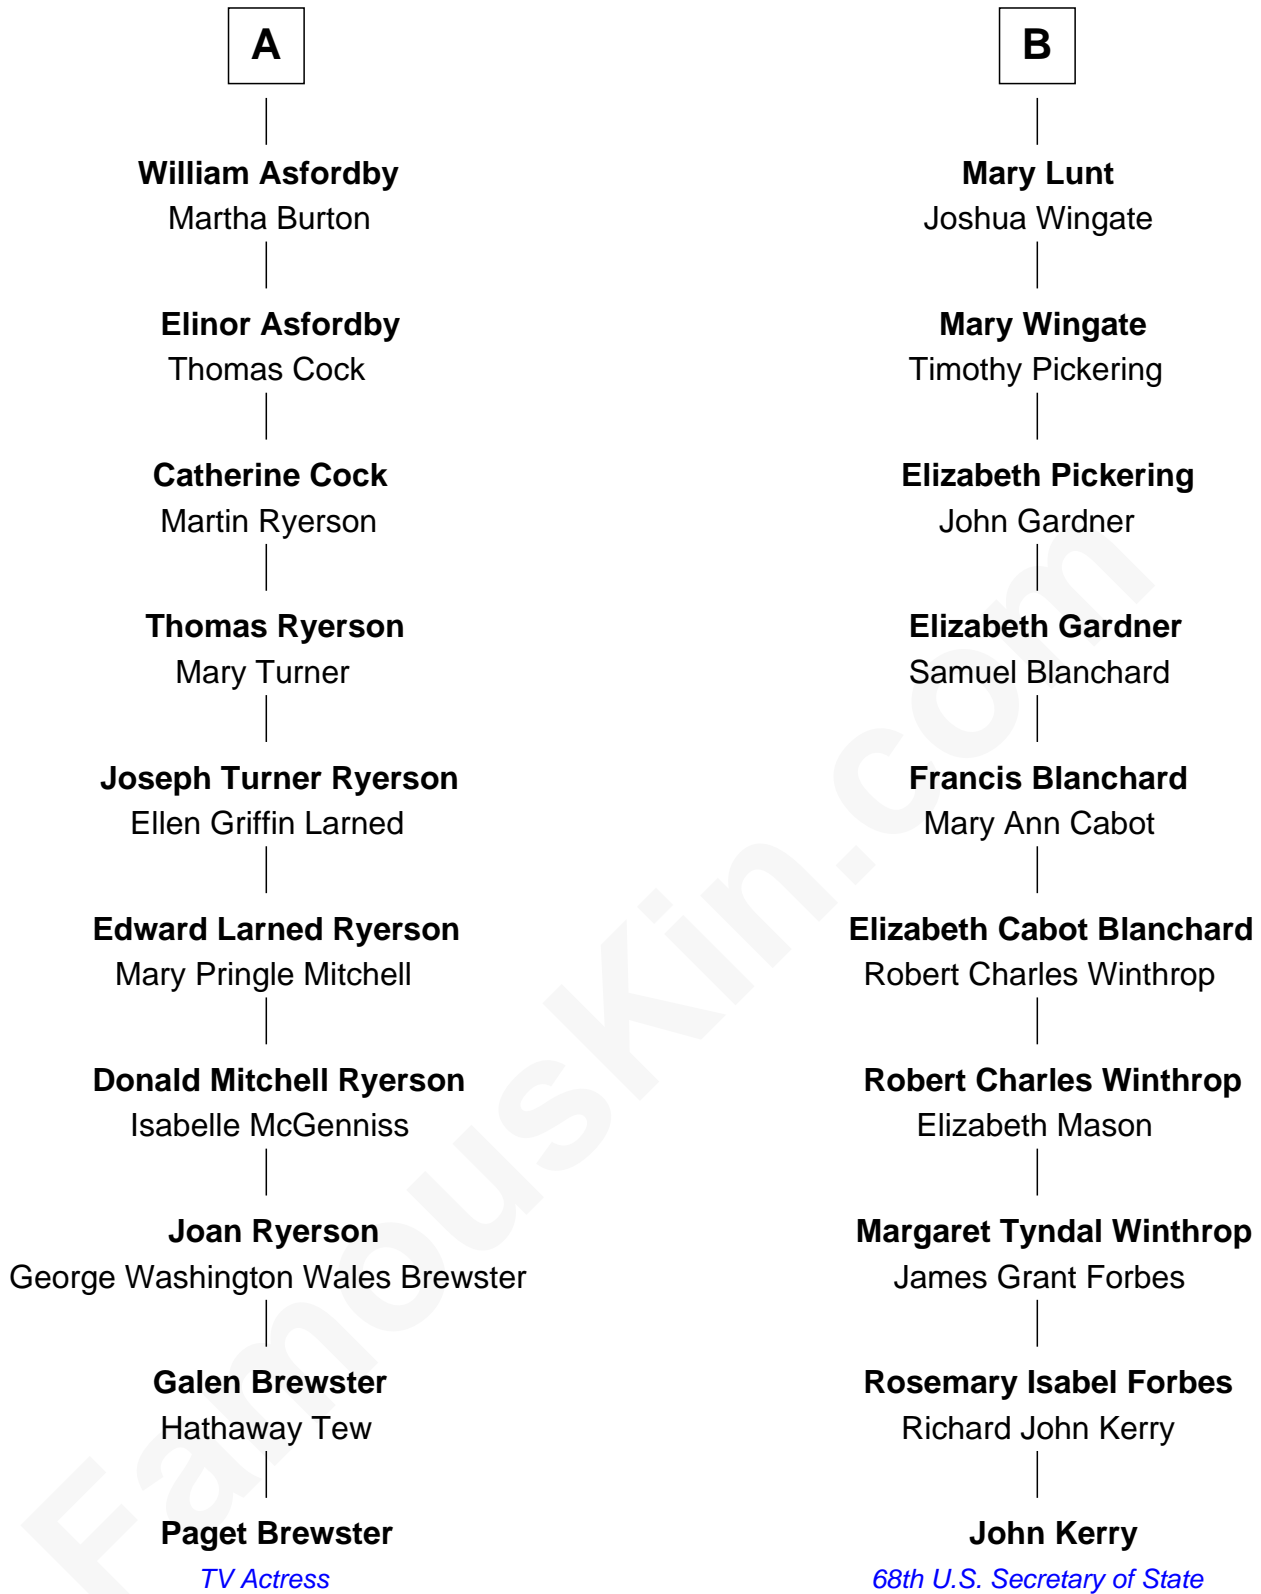 A
William Asfordby
Martha Burton
Elinor Asfordby
Thomas Cock
Catherine Cock
Martin Ryerson
Thomas Ryerson
Mary Turner
Joseph Turner Ryerson
Ellen Griffin Larned
Edward Larned Ryerson
Mary Pringle Mitchell
Donald Mitchell Ryerson
Isabelle McGenniss
Joan Ryerson
George Washington Wales Brewster
Galen Brewster
Hathaway Tew
Paget Brewster
TV Actress
B
Mary Lunt
Joshua Wingate
Mary Wingate
Timothy Pickering
Elizabeth Pickering
John Gardner
Elizabeth Gardner
Samuel Blanchard
Francis Blanchard
Mary Ann Cabot
Elizabeth Cabot Blanchard
Robert Charles Winthrop
Robert Charles Winthrop
Elizabeth Mason
Margaret Tyndal Winthrop
James Grant Forbes
Rosemary Isabel Forbes
Richard John Kerry
John Kerry
68th U.S. Secretary of State
FamousKin.com